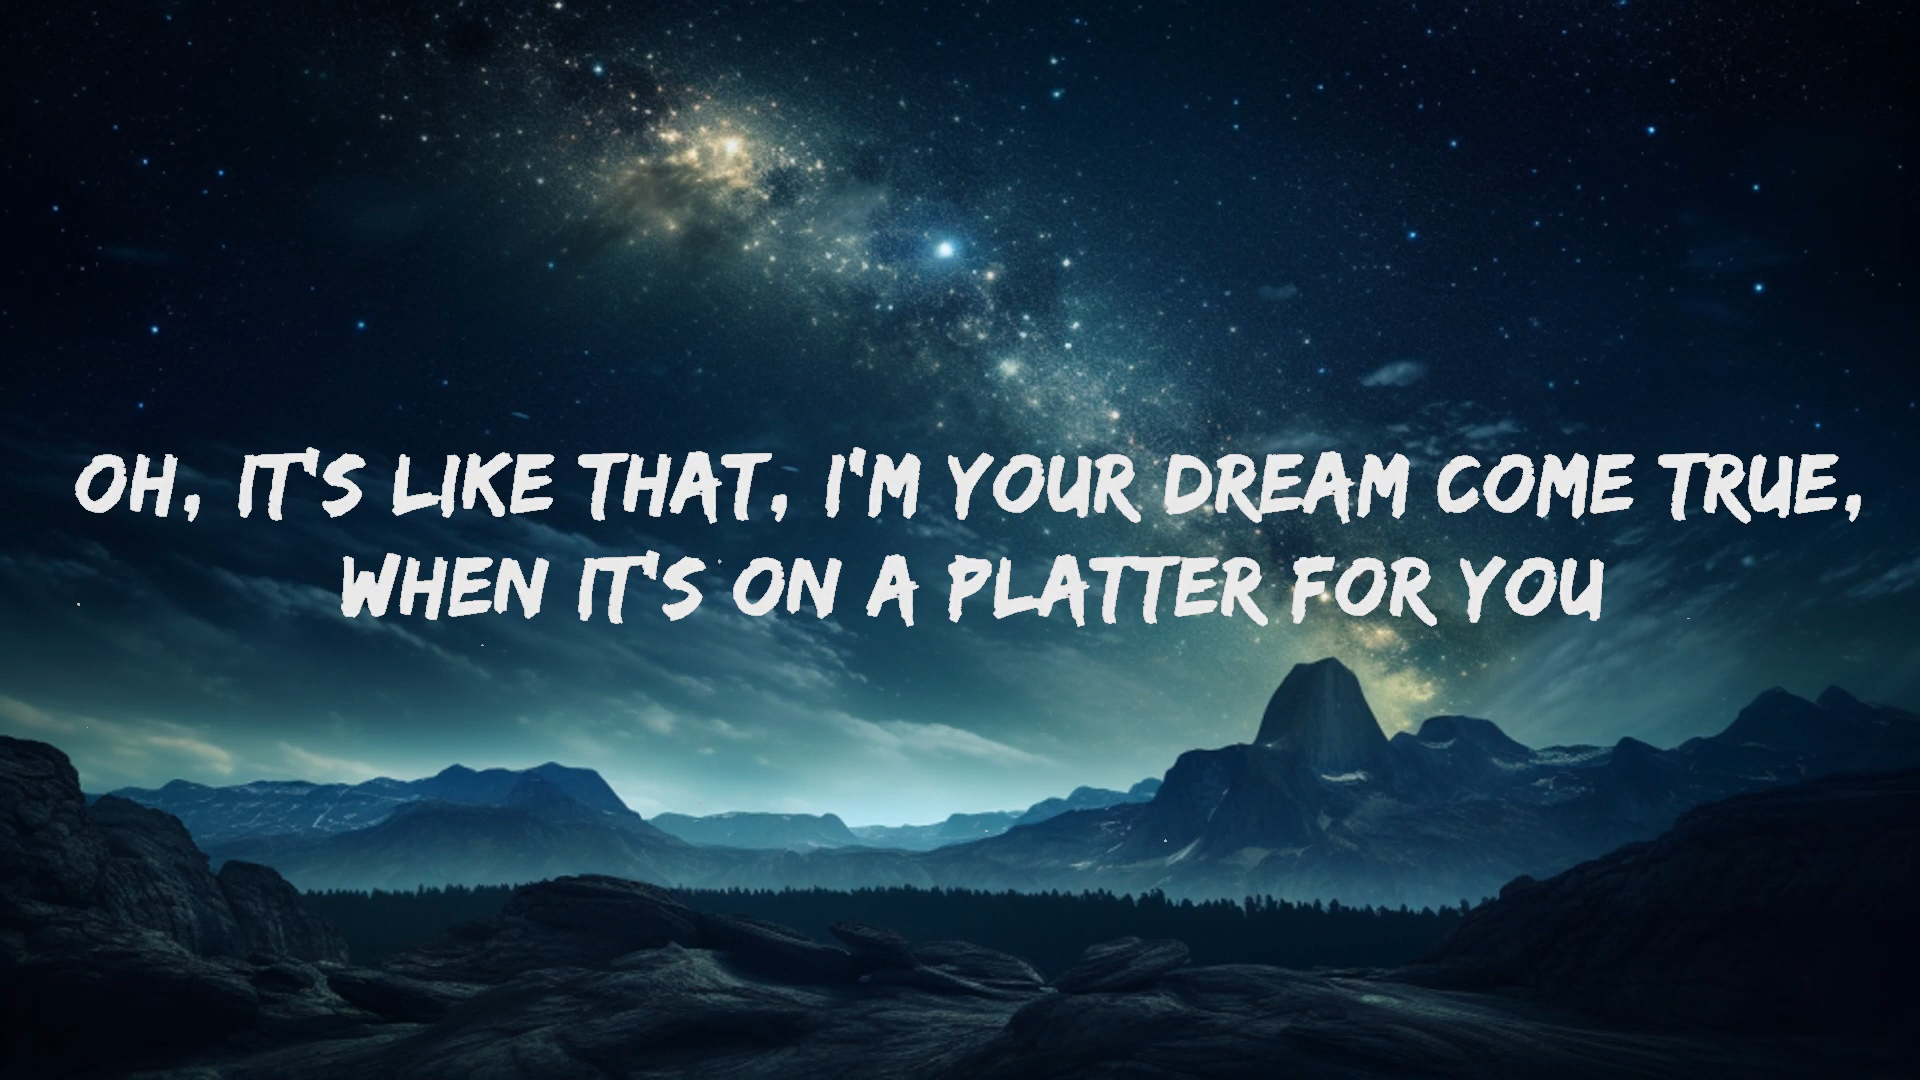 OH, IT'S LIKE THAT, I'M YOUR DREAM COME TRUE,
WHEN IT'S ON A PLATTER FOR YOU